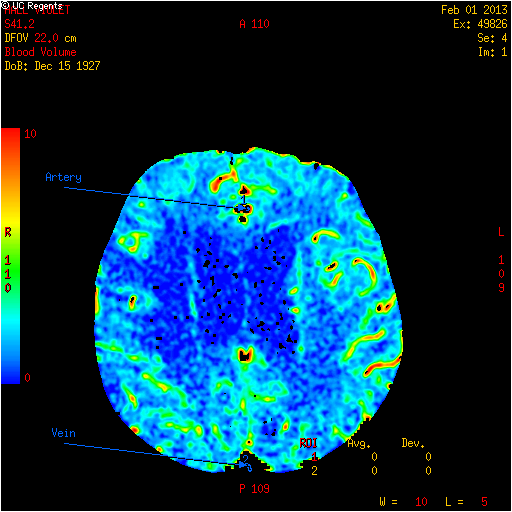 © UC Regents
S41.2
DFOV 22.0 cm
Blood Volume
DoB: Dec 15 1927
A 110
Feb 01 2013
Ex: 49826
Se: 4
Im: 1
10
Artery
1
R
1
1
0
L
1
0
9
0
Vein
2
ROI Avg. Dev.
1 0 0
2 0 0
P 109
W = 10 L = 5